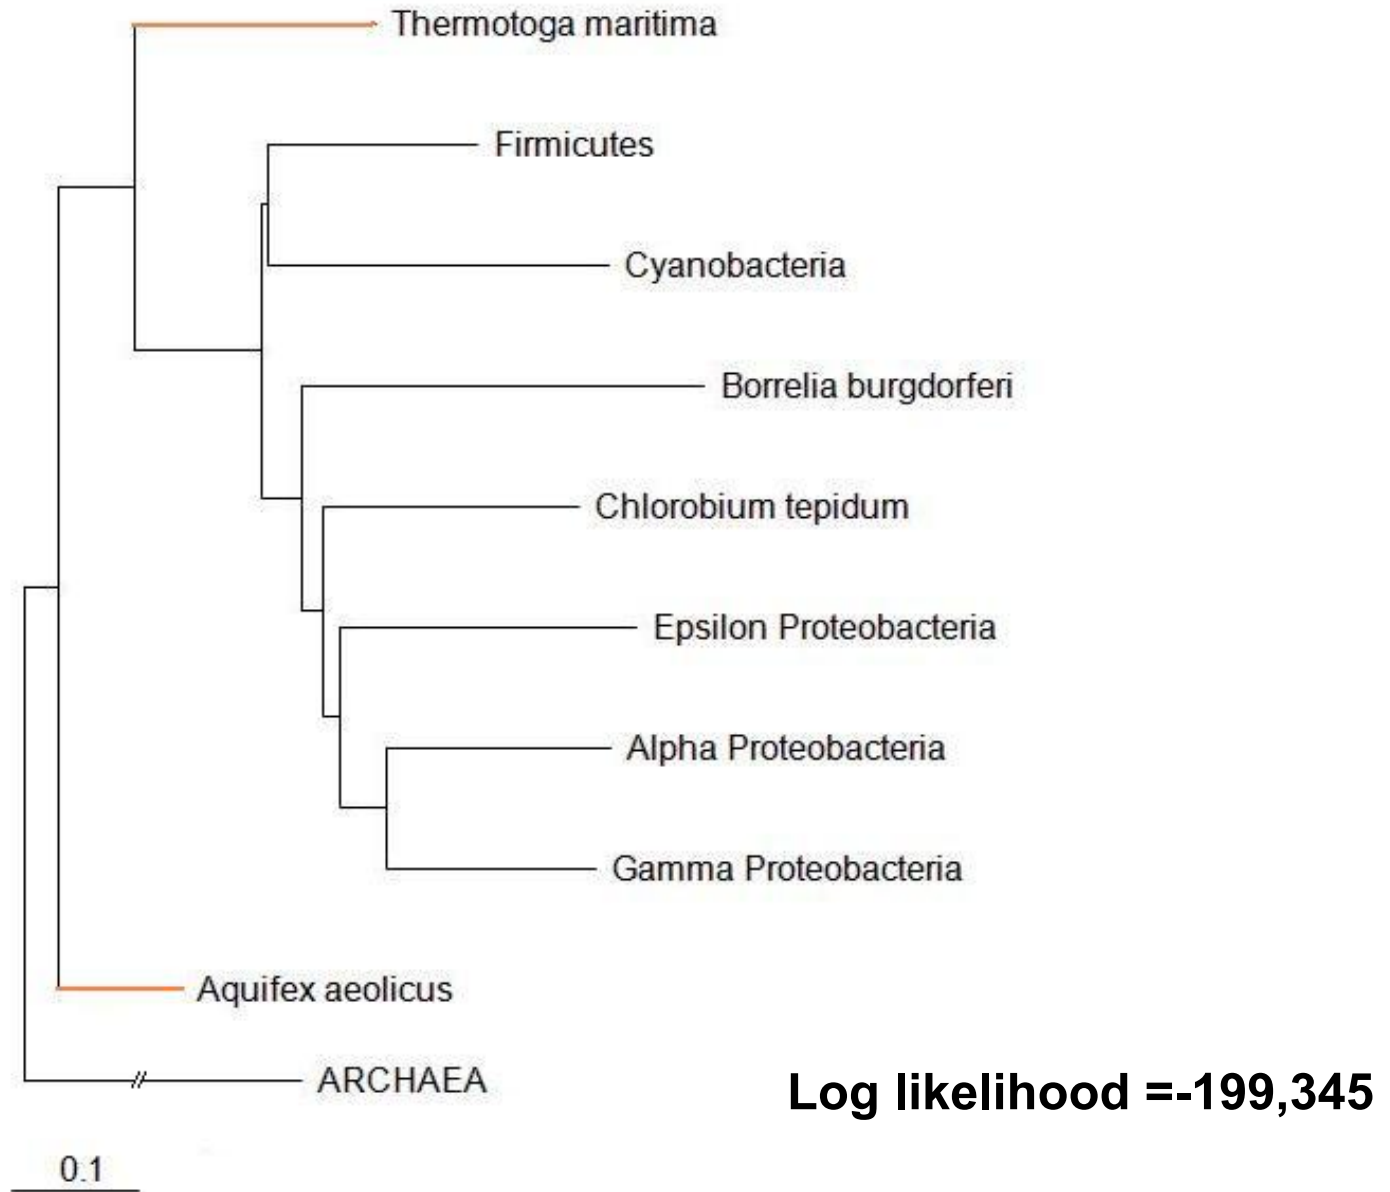 Thermotoga maritima
Firmicutes
Cyanobacteria
Borrelia burgdorferi
Chlorobium tepidum
Epsilon Proteobacteria
Alpha Proteobacteria
Gamma Proteobacteria
Aquifex aeolicus
ARCHAEA
Log likelihood =-199,345
0.1